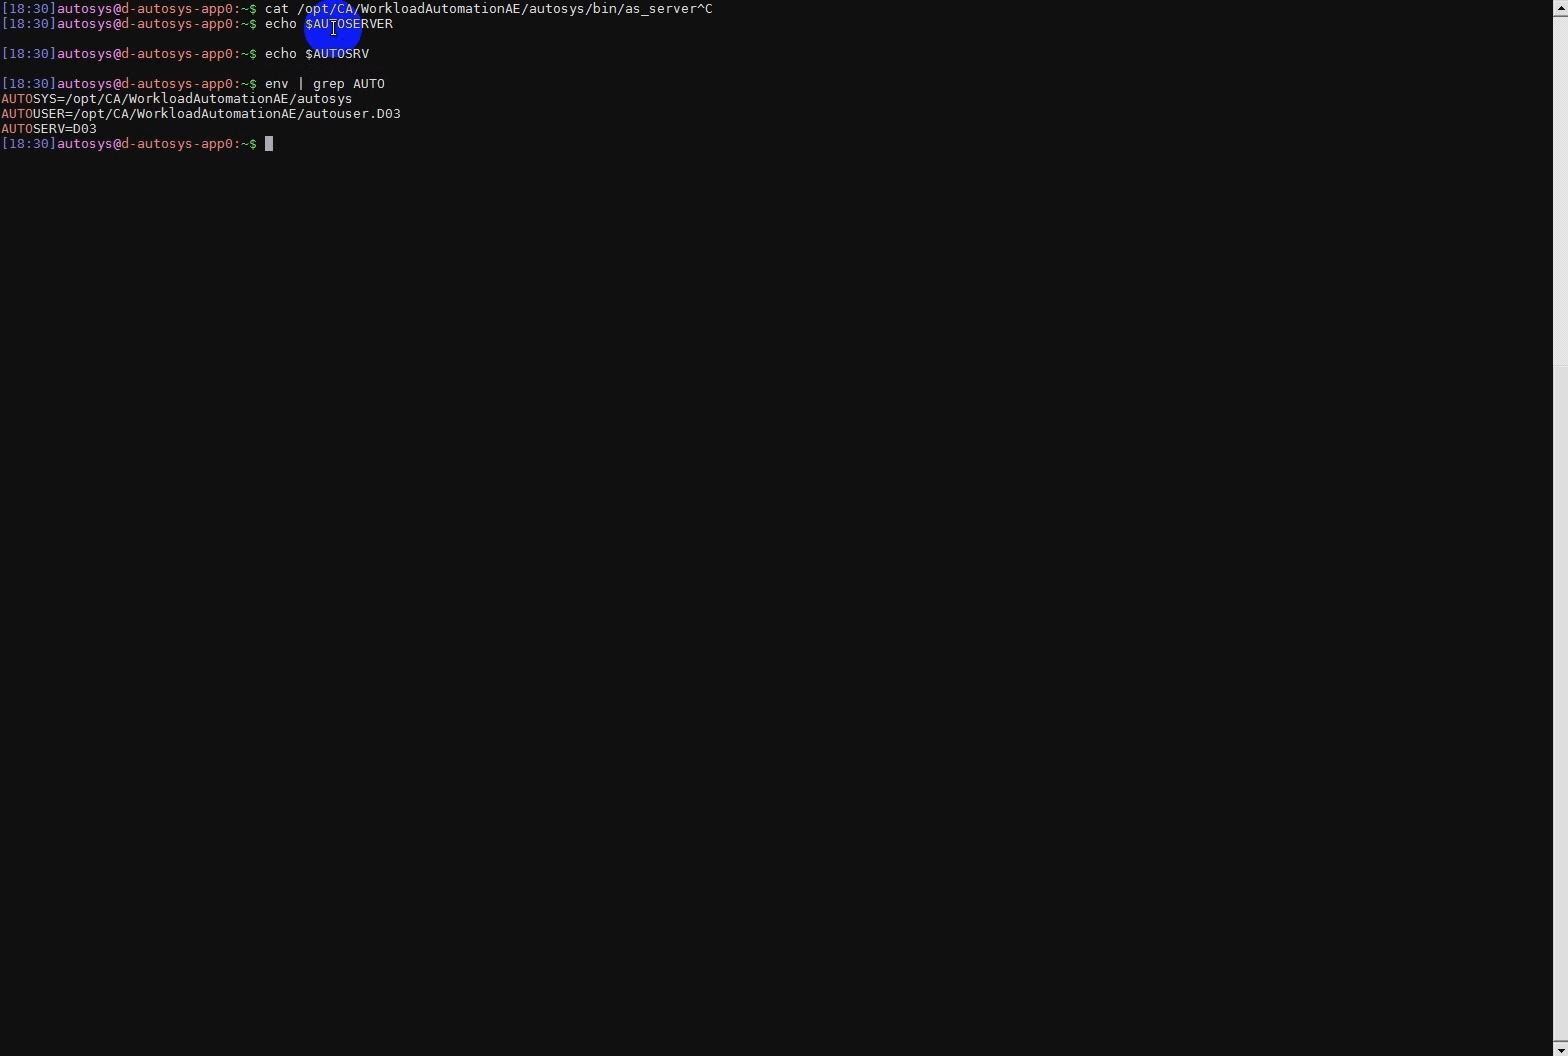 [18:30]autosys@d-autosys-app0:~$ cat /opt/CA/WorkloadAutomationAE/autosys/bin/as_server^C
[18:30]autosys@d-autosys-app0:~$ echo $AUTOSERVER
[18:30]autosys@d-autosys-app0:~$ echo $AUTOSRV
[18:30]autosys@d-autosys-app0:~$ env | grep AUTO
AUTOSYS=/opt/CA/WorkloadAutomationAE/autosys
AUTOUSER=/opt/CA/WorkloadAutomationAE/autouser.D03
AUTOSERV=D03
[18:30]autosys@d-autosys-app0:~$